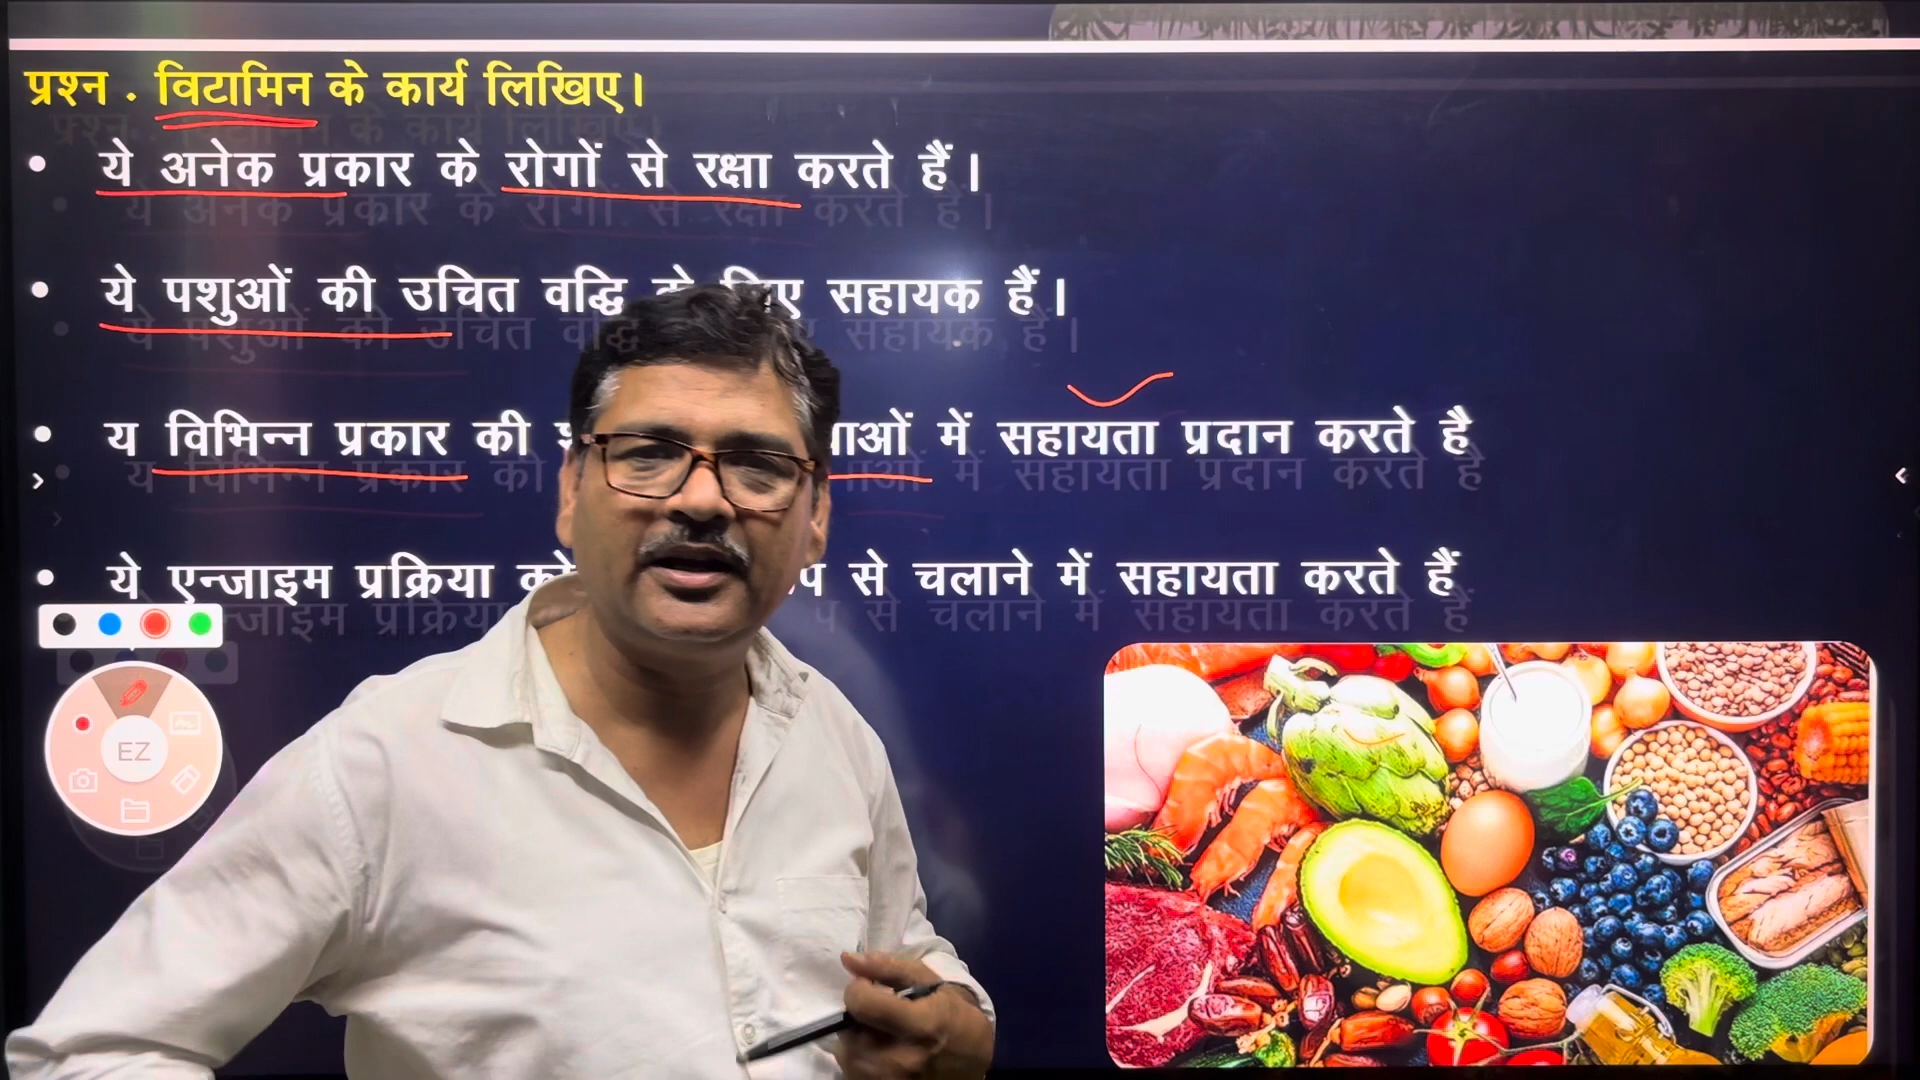 प्रश्न . विटामिन के कार्य लिखिए।
• ये अनेक प्रकार के रोगों से रक्षा करते हैं।
• ये पशुओं की उचित वद्धि सहायक हैं।
• य विभिन्न प्रकार की में सहायता प्रदान करते है
• ये एन्जाइम प्रक्रिया से चलाने में सहायता करते हैं
EZ